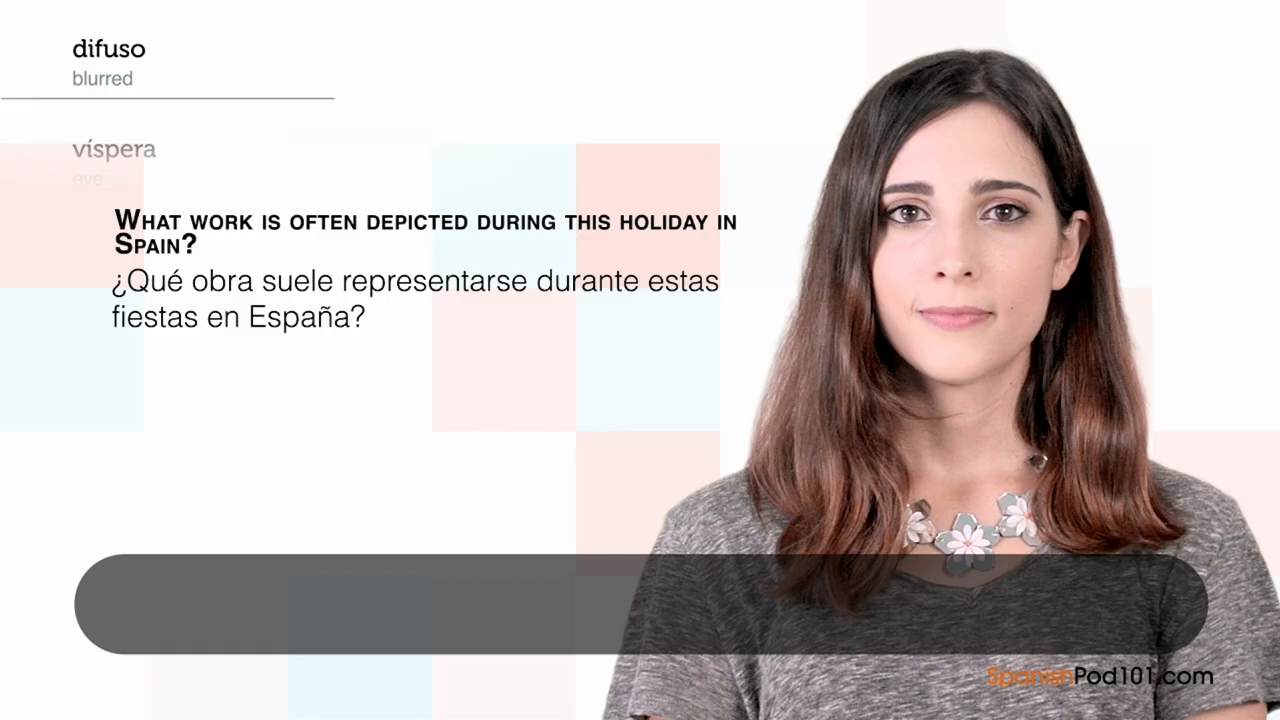 difuso
blurred
víspera
eve
WHAT WORK IS OFTEN DEPICTED DURING THIS HOLIDAY IN
SPAIN?
¿Qué obra suele representarse durante estas
fiestas en España?
SpanishPod101.com